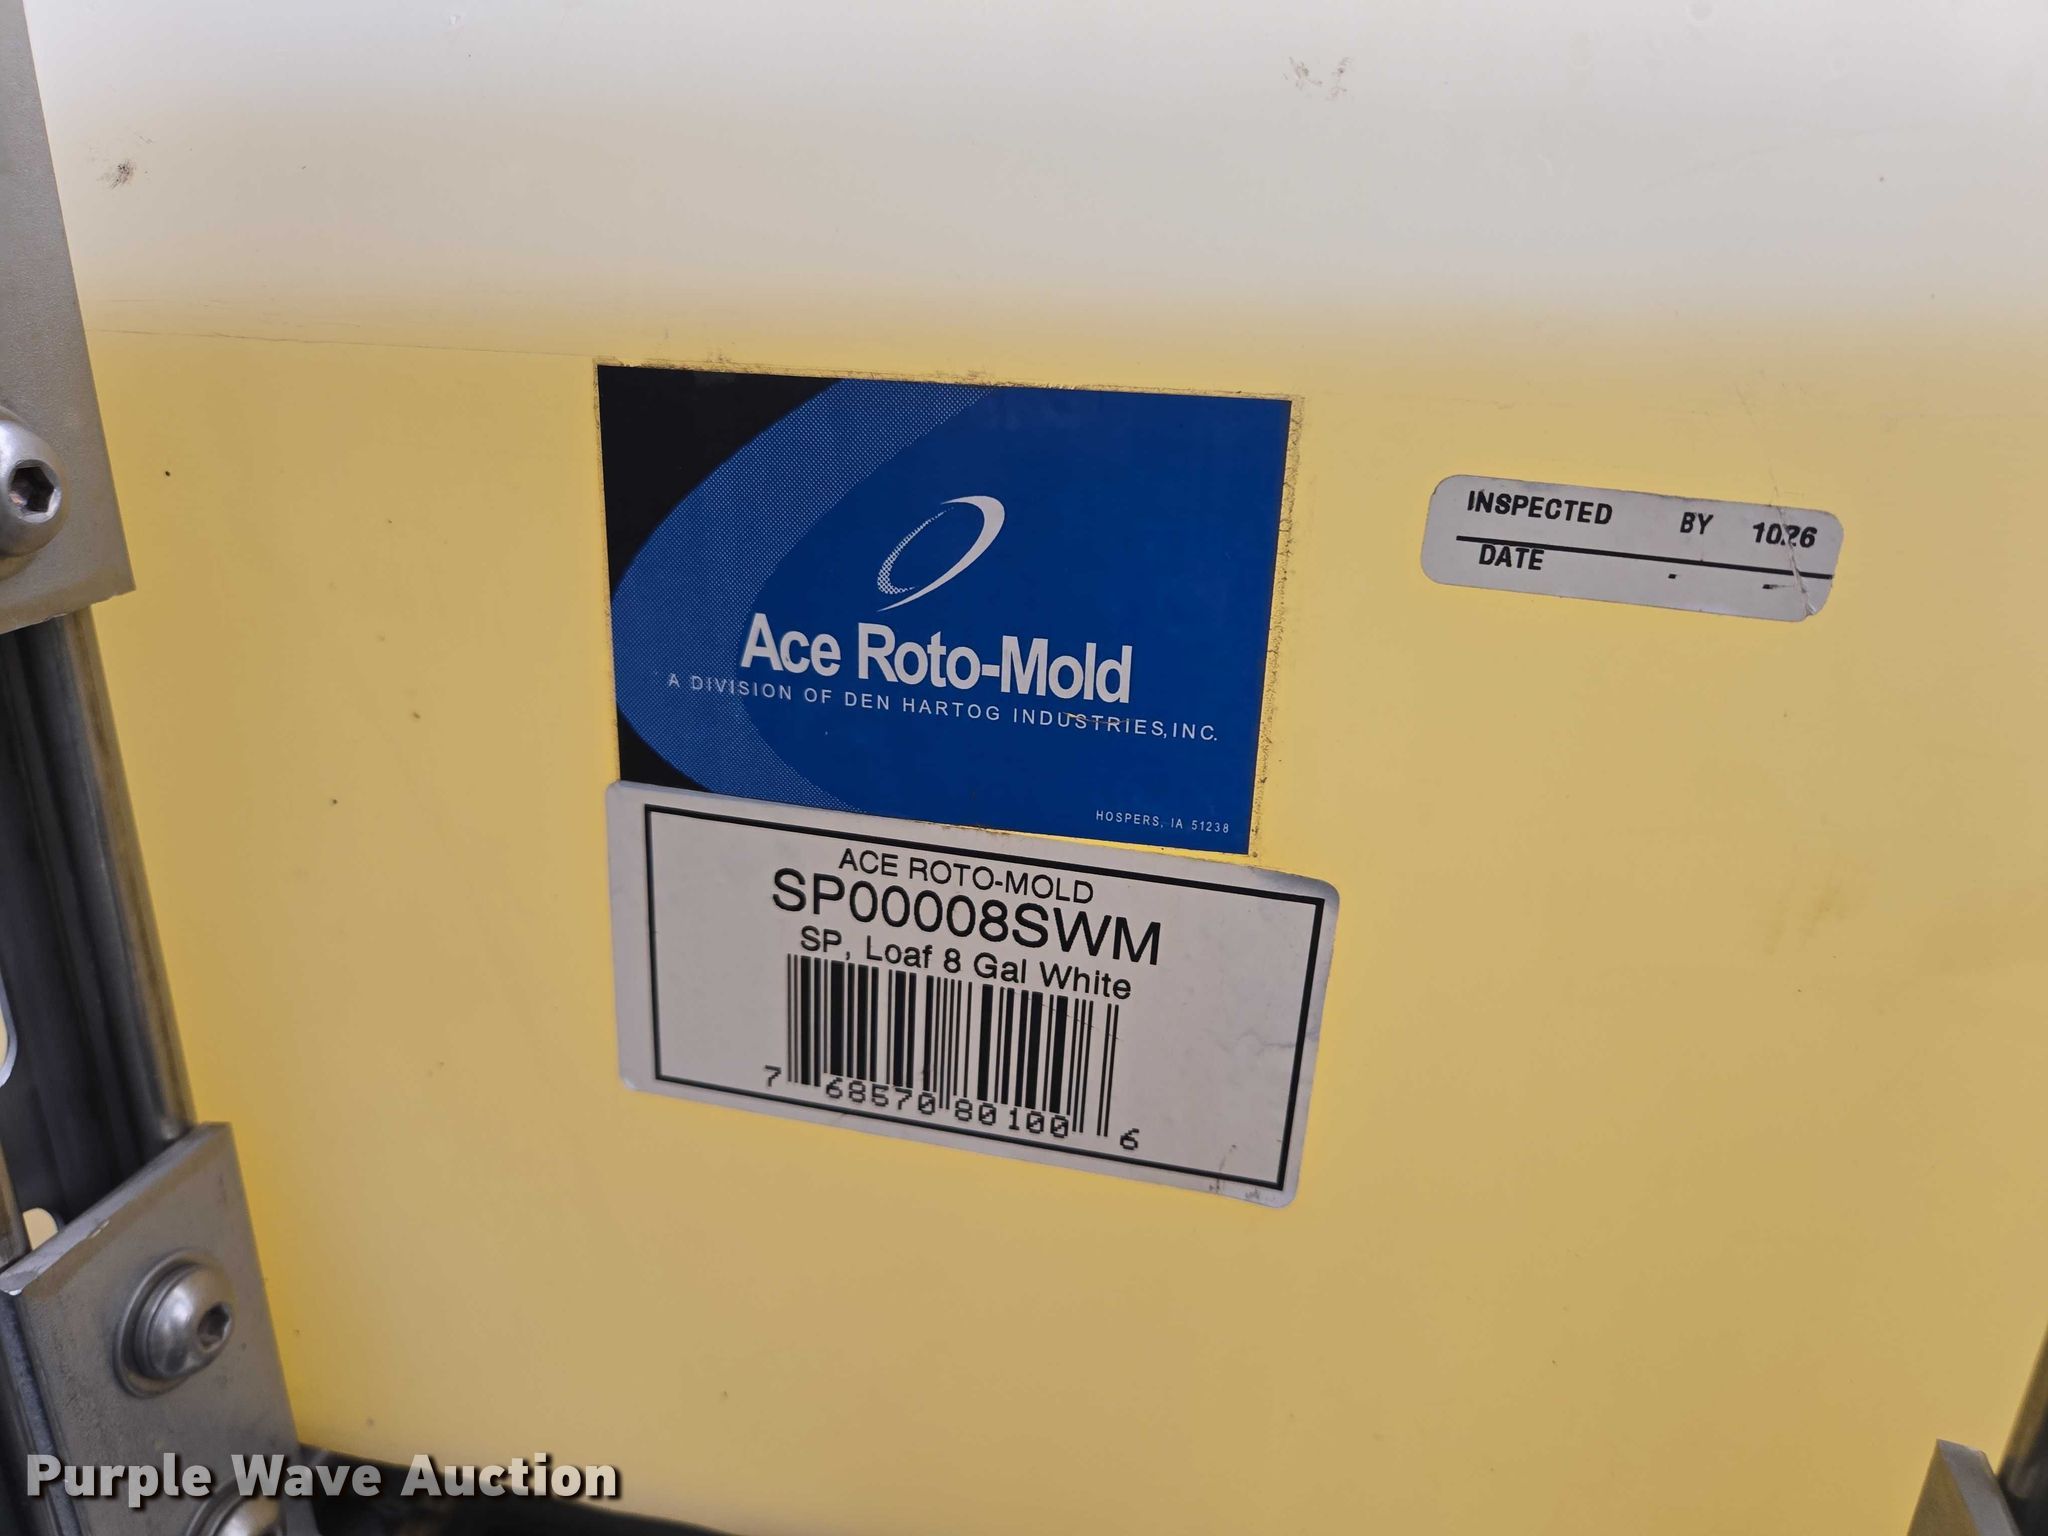 Ace Roto-Mold
A DIVISION OF DEN HARTOG INDUSTRIES, INC.
HOSPERS, IA 51238
INSPECTED BY 1026
DATE - -
ACE ROTO-MOLD
SP00008SWM
SP, Loaf 8 Gal White
7 68570 80100 6
Purple Wave Auction